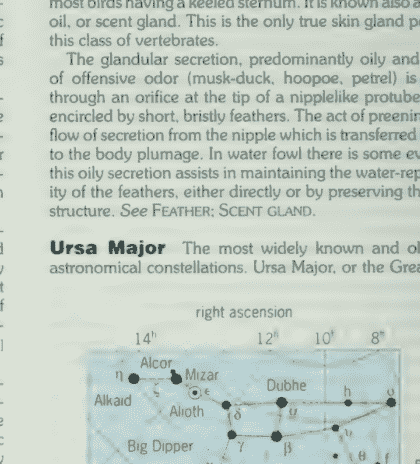 most birds having a keeled sternum. It is known also a
oil, or scent gland. This is the only true skin gland p
this class of vertebrates.
The glandular secretion, predominantly oily and
of offensive odor (musk-duck, hoopoe, petrel) is
through an orifice at the tip of a nipplelike protube
encircled by short, bristly feathers. The act of preenin
flow of secretion from the nipple which is transferred
to the body plumage. In water fowl there is some ev
this oily secretion assists in maintaining the water-rep
ity of the feathers, either directly or by preserving th
structure. See FEATHER; SCENT GLAND.
Ursa Major The most widely known and ol
astronomical constellations. Ursa Major, or the Grea
right ascension
14h 12h 10h 8h
Alcor
η Mizar
ζ ε Dubhe h o
Alkaid Alioth δ α
υ
Big Dipper γ β
θ f